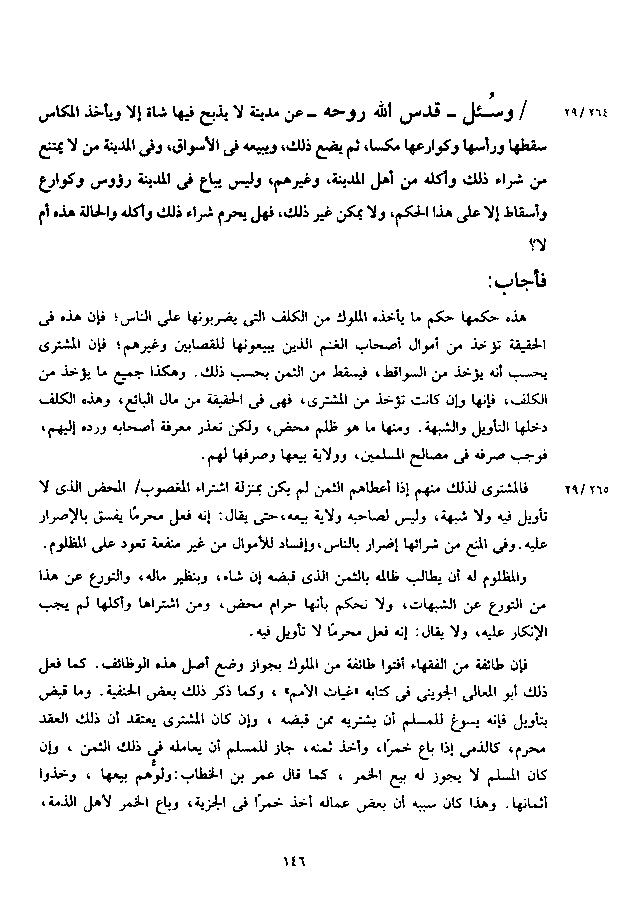 ٢٩/٢٦٤ / وسُئل ـ قدس الله روحه ـ عن مدينة لا يذبح فيها شاة إلا ويأخذ المكاس
سقطها ورأسها وكوارعها مكسا، ثم يضع ذلك، ويبيعه فى الأسواق، وفى المدينة من لا يمتنع
من شراء ذلك وأكله من أهل المدينة، وغيرهم، وليس يباع فى المدينة رؤوس وكوارع
وأسقاط إلا على هذا الحكم، ولا يمكن غير ذلك، فهل يحرم شراء ذلك وأكله والحالة هذه أم
لا؟
فأجاب:
هذه حكمها حكم ما يأخذه الملوك من الكلف التى يضربونها على الناس؛ فإن هذه فى
الحقيقة تؤخذ من أموال أصحاب الغنم الذين يبيعونها للقصابين وغيرهم؛ فإن المشترى
يحسب أنه يؤخذ من السواقط، فيسقط من الثمن بحسب ذلك. وهكذا جميع ما يؤخذ من
الكلف، فإنها وإن كانت تؤخذ من المشترى، فهى فى الحقيقة من مال البائع، وهذه الكلف
دخلها التأويل والشبهة. ومنها ما هو ظلم محض، ولكن تعذر معرفة أصحابه ورده إليهم،
فوجب صرفه فى مصالح المسلمين، وولاية بيعها وصرفها لهم.
٢٩/٢٦٥ فالمشترى لذلك منهم إذا أعطاهم الثمن لم يكن بمنزلة اشتراء المغصوب/ المحض الذى لا
تأويل فيه ولا شبهة، وليس لصاحبه ولاية بيعه، حتى يقال: إنه فعل محرمًا يفسق بالإصرار
عليه. وفى المنع من شرائها إضرار بالناس، وإفساد للأموال من غير منفعة تعود على المظلوم.
والمظلوم له أن يطالب ظالمه بالثمن الذى قبضه إن شاء، وبنظير ماله، والتورع عن هذا
من التورع عن الشبهات، ولا نحكم بأنها حرام محض، ومن اشتراها وأكلها لم يجب
الإنكار عليه، ولا يقال: إنه فعل محرمًا لا تأويل فيه.
فإن طائفة من الفقهاء أفتوا طائفة من الملوك بجواز وضع أصل هذه الوظائف. كما فعل
ذلك أبو المعالى الجوينى فى كتابه «غياث الأمم» ، وكما ذكر ذلك بعض الحنفية. وما قبض
بتأويل فإنه يسوغ للمسلم أن يشتريه ممن قبضه ، وإن كان المشترى يعتقد أن ذلك العقد
محرم، كالذمى إذا باع خمرًا، وأخذ ثمنه، جاز للمسلم أن يعامله فى ذلك الثمن ، وإن
كان المسلم لا يجوز له بيع الخمر ، كما قال عمر بن الخطاب: ولُّوهم بيعها ، وخذوا
أثمانها. وهذا كان سببه أن بعض عماله أخذ خمرًا فى الجزية، وباع الخمر لأهل الذمة،
١٤٦